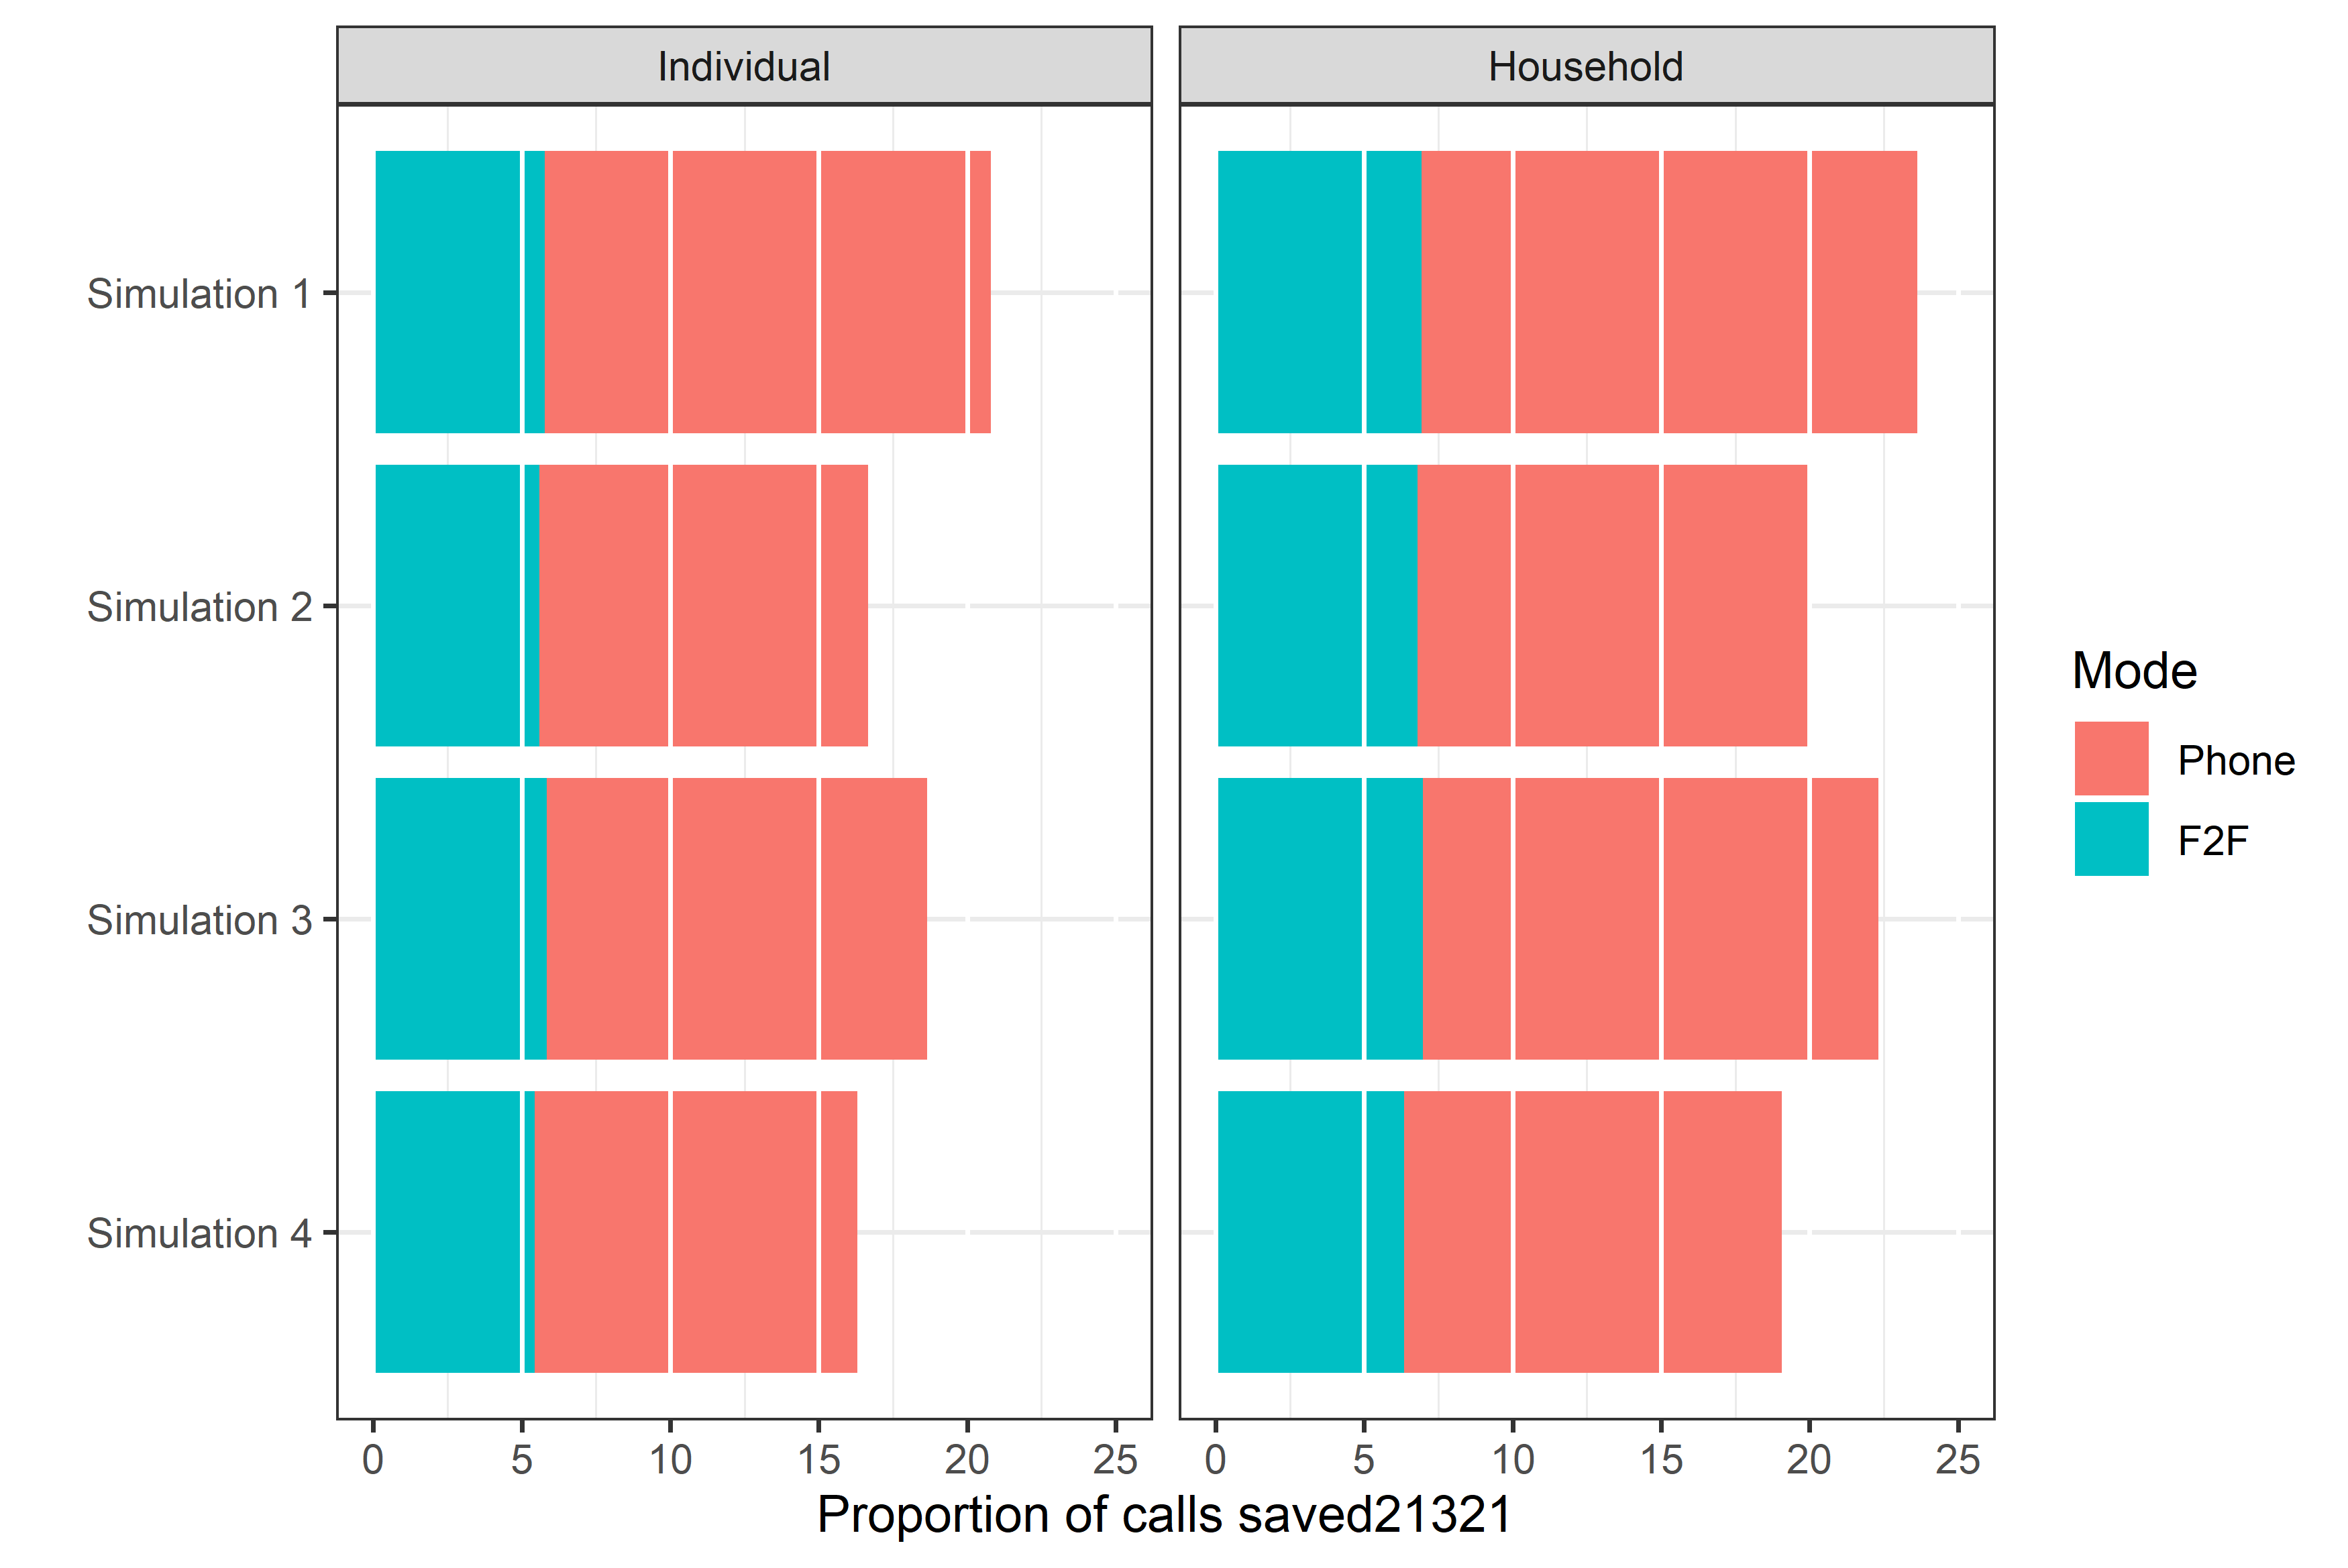 Individual
Household
Simulation 1
Simulation 2
Simulation 3
Simulation 4
0 5 10 15 20 25
0 5 10 15 20 25
Proportion of calls saved21321
Mode
Phone
F2F